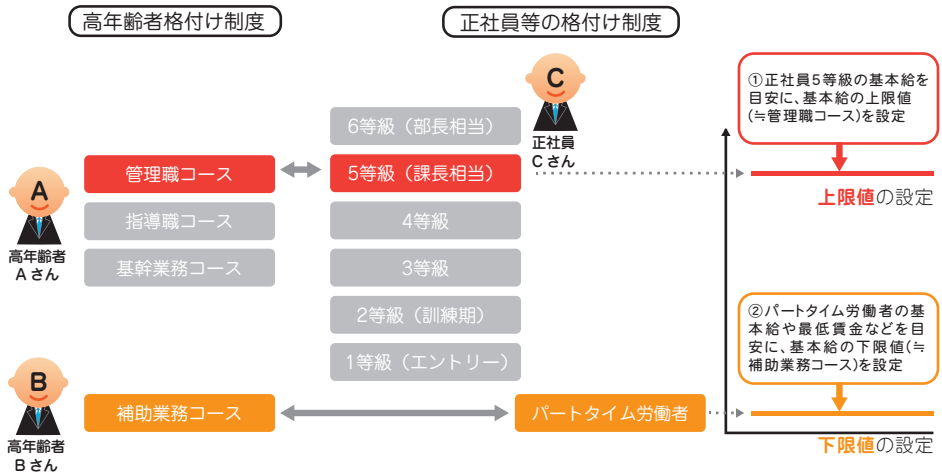 高年齢者格付け制度
正社員等の格付け制度
C
正社員
Cさん
6等級（部長相当）
5等級（課長相当）
4等級
3等級
2等級（訓練期）
1等級（エントリー）
A
高年齢者
Aさん
管理職コース
指導職コース
基幹業務コース
B
高年齢者
Bさん
補助業務コース
パートタイム労働者
①正社員5等級の基本給を
目安に、基本給の上限値
(≒管理職コース)を設定
上限値の設定
②パートタイム労働者の基
本給や最低賃金などを目
安に、基本給の下限値(≒
補助業務コース)を設定
下限値の設定